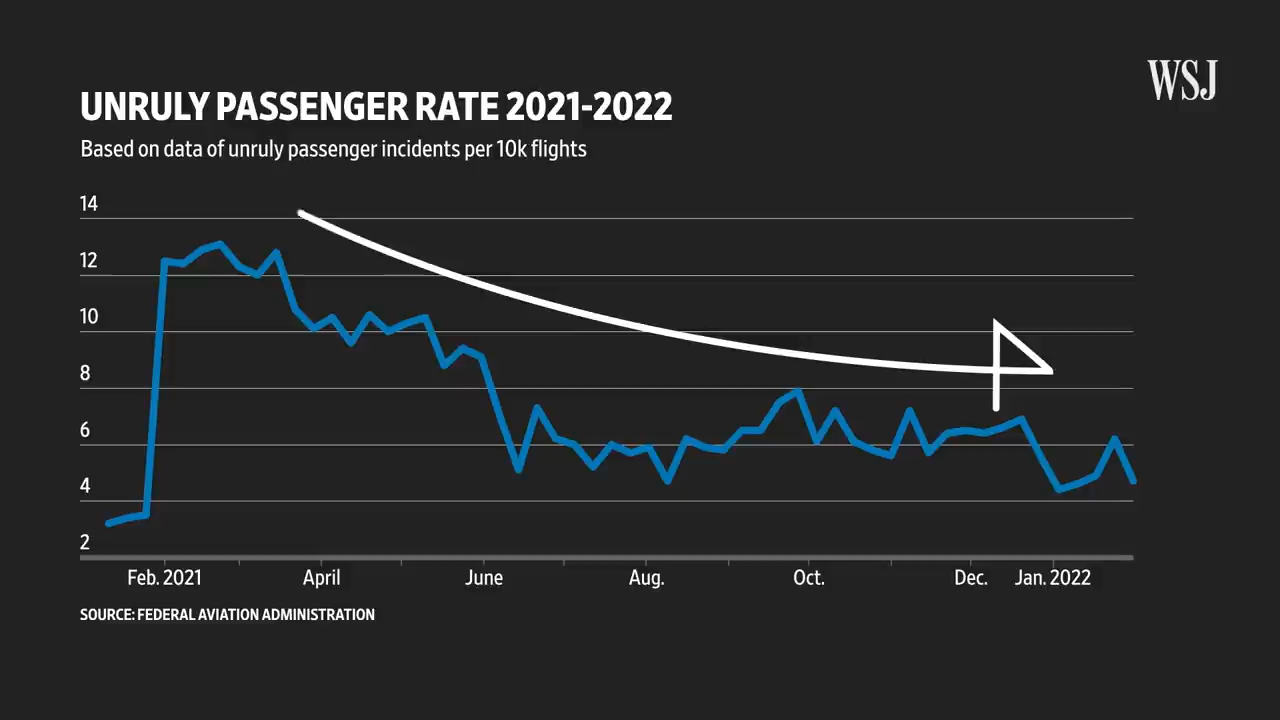 WSJ
UNRULY PASSENGER RATE 2021-2022
Based on data of unruly passenger incidents per 10k flights
14
12
10
8
6
4
2
Feb. 2021 April June Aug. Oct. Dec. Jan. 2022
SOURCE: FEDERAL AVIATION ADMINISTRATION